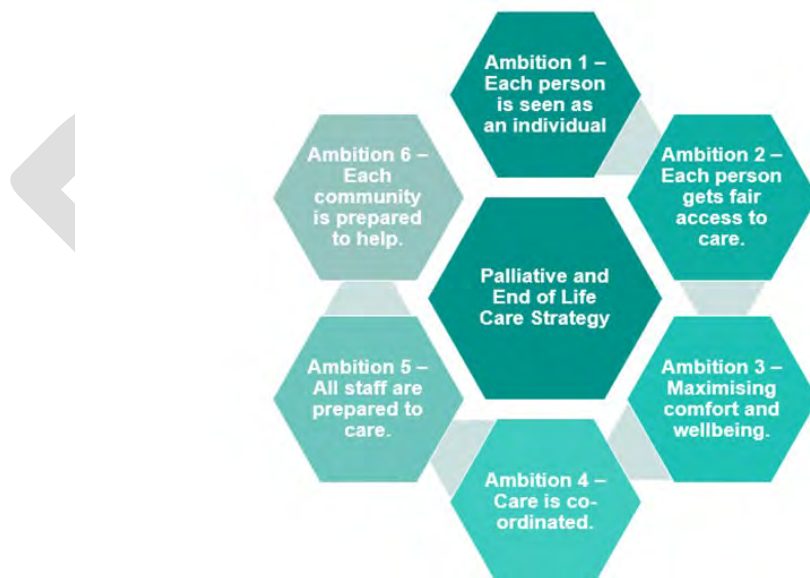 Ambition 1 –
Each person
is seen as
an individual
Ambition 2 –
Each person
gets fair
access to
care.
Ambition 3 –
Maximising
comfort and
wellbeing.
Ambition 4 –
Care is co-
ordinated.
Ambition 5 –
All staff are
prepared to
care.
Ambition 6 –
Each
community
is prepared
to help.
Palliative and
End of Life
Care Strategy